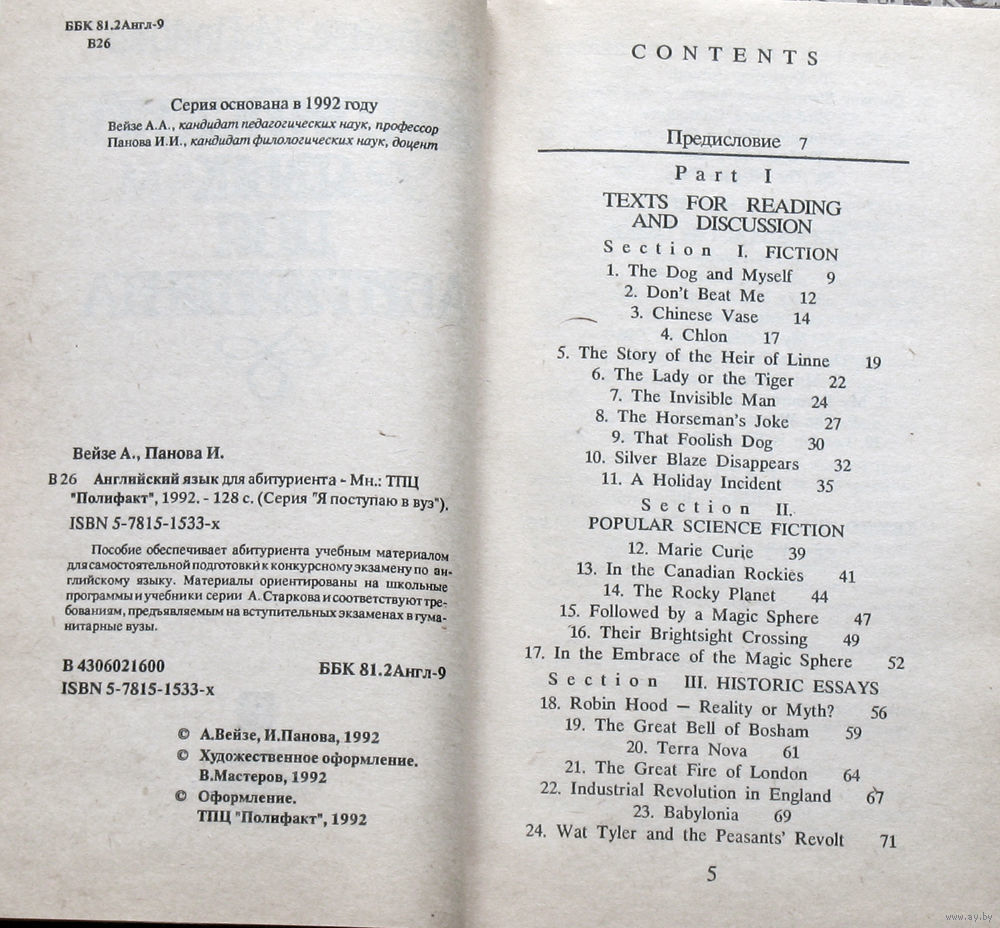 ББК 81.2Англ-9
В26
Серия основана в 1992 году
Вейзе А.А., кандидат педагогических наук, профессор
Панова И.И., кандидат филологических наук, доцент
Вейзе А., Панова И.
В 26 Английский язык для абитуриента - Мн.: ТПЦ
"Полифакт", 1992. - 128 с. (Серия "Я поступаю в вуз").
ISBN 5-7815-1533-х
Пособие обеспечивает абитуриента учебным материалом
для самостоятельной подготовки к конкурсному экзамену по ан-
глийскому языку. Материалы ориентированы на школьные
программы и учебники серии А. Старкова и соответствуют тре-
бованиям, предъявляемым на вступительных экзаменах в гума-
нитарные вузы.
В 4306021600 ББК 81.2Англ-9
ISBN 5-7815-1533-х
© А.Вейзе, И.Панова, 1992
© Художественное оформление.
В.Мастеров, 1992
© Оформление.
ТПЦ "Полифакт", 1992
CONTENTS
Предисловие 7
Part I
TEXTS FOR READING
AND DISCUSSION
Section I. FICTION
1. The Dog and Myself 9
2. Don't Beat Me 12
3. Chinese Vase 14
4. Chlon 17
5. The Story of the Heir of Linne 19
6. The Lady or the Tiger 22
7. The Invisible Man 24
8. The Horseman's Joke 27
9. That Foolish Dog 30
10. Silver Blaze Disappears 32
11. A Holiday Incident 35
Section II.
POPULAR SCIENCE FICTION
12. Marie Curie 39
13. In the Canadian Rockies 41
14. The Rocky Planet 44
15. Followed by a Magic Sphere 47
16. Their Brightsight Crossing 49
17. In the Embrace of the Magic Sphere 52
Section III. HISTORIC ESSAYS
18. Robin Hood — Reality or Myth? 56
19. The Great Bell of Bosham 59
20. Terra Nova 61
21. The Great Fire of London 64
22. Industrial Revolution in England 67
23. Babylonia 69
24. Wat Tyler and the Peasants' Revolt 71
5
www.ay.by